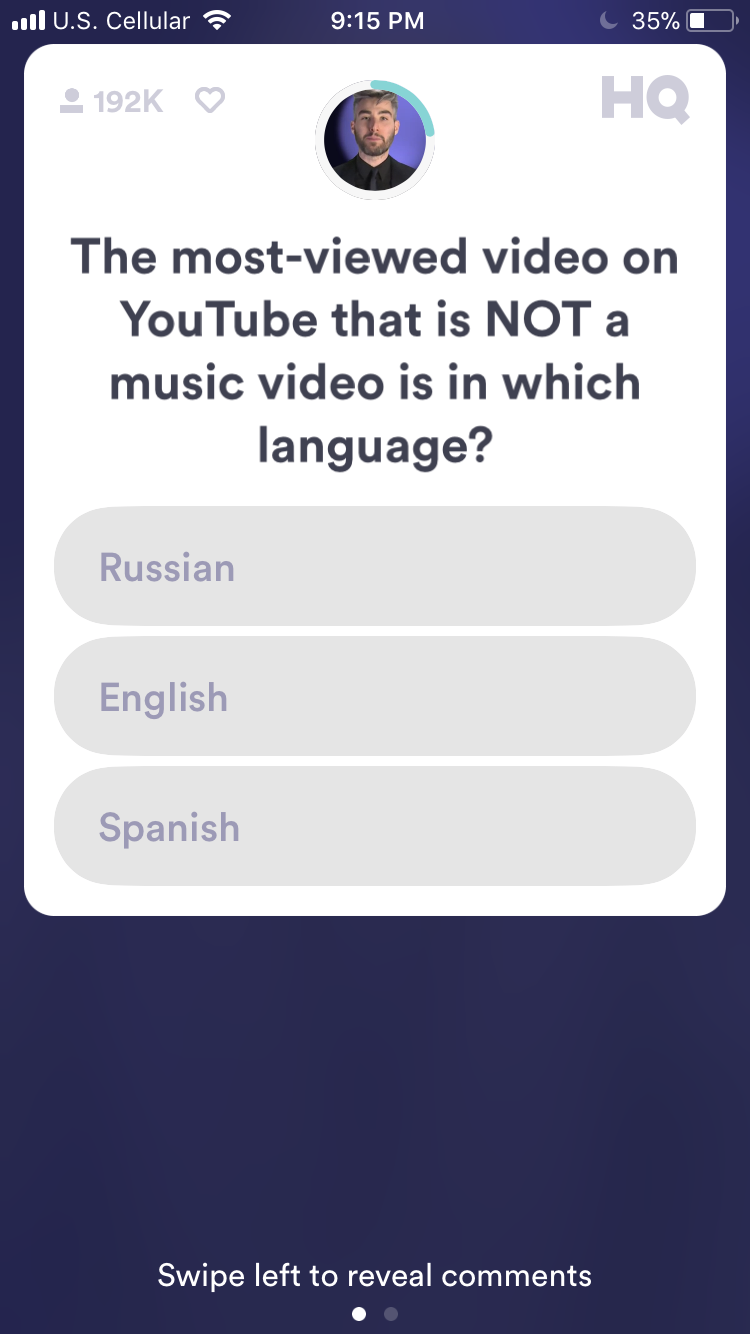 U.S. Cellular 9:15 PM 35%
192K HQ
The most-viewed video on
YouTube that is NOT a
music video is in which
language?
Russian
English
Spanish
Swipe left to reveal comments